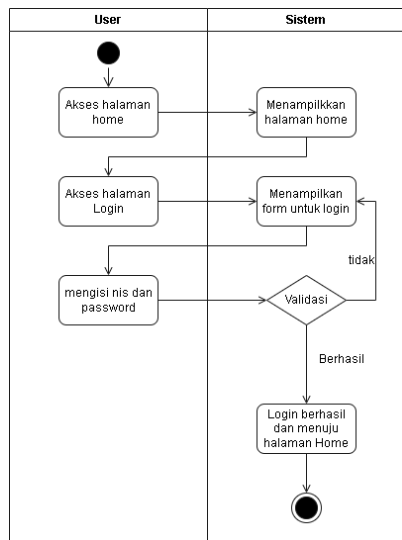 User
Sistem
Akses halaman
home
Menampilkkan
halaman home
Akses halaman
Login
Menampilkan
form untuk login
tidak
mengisi nis dan
password
Validasi
Berhasil
Login berhasil
dan menuju
halaman Home